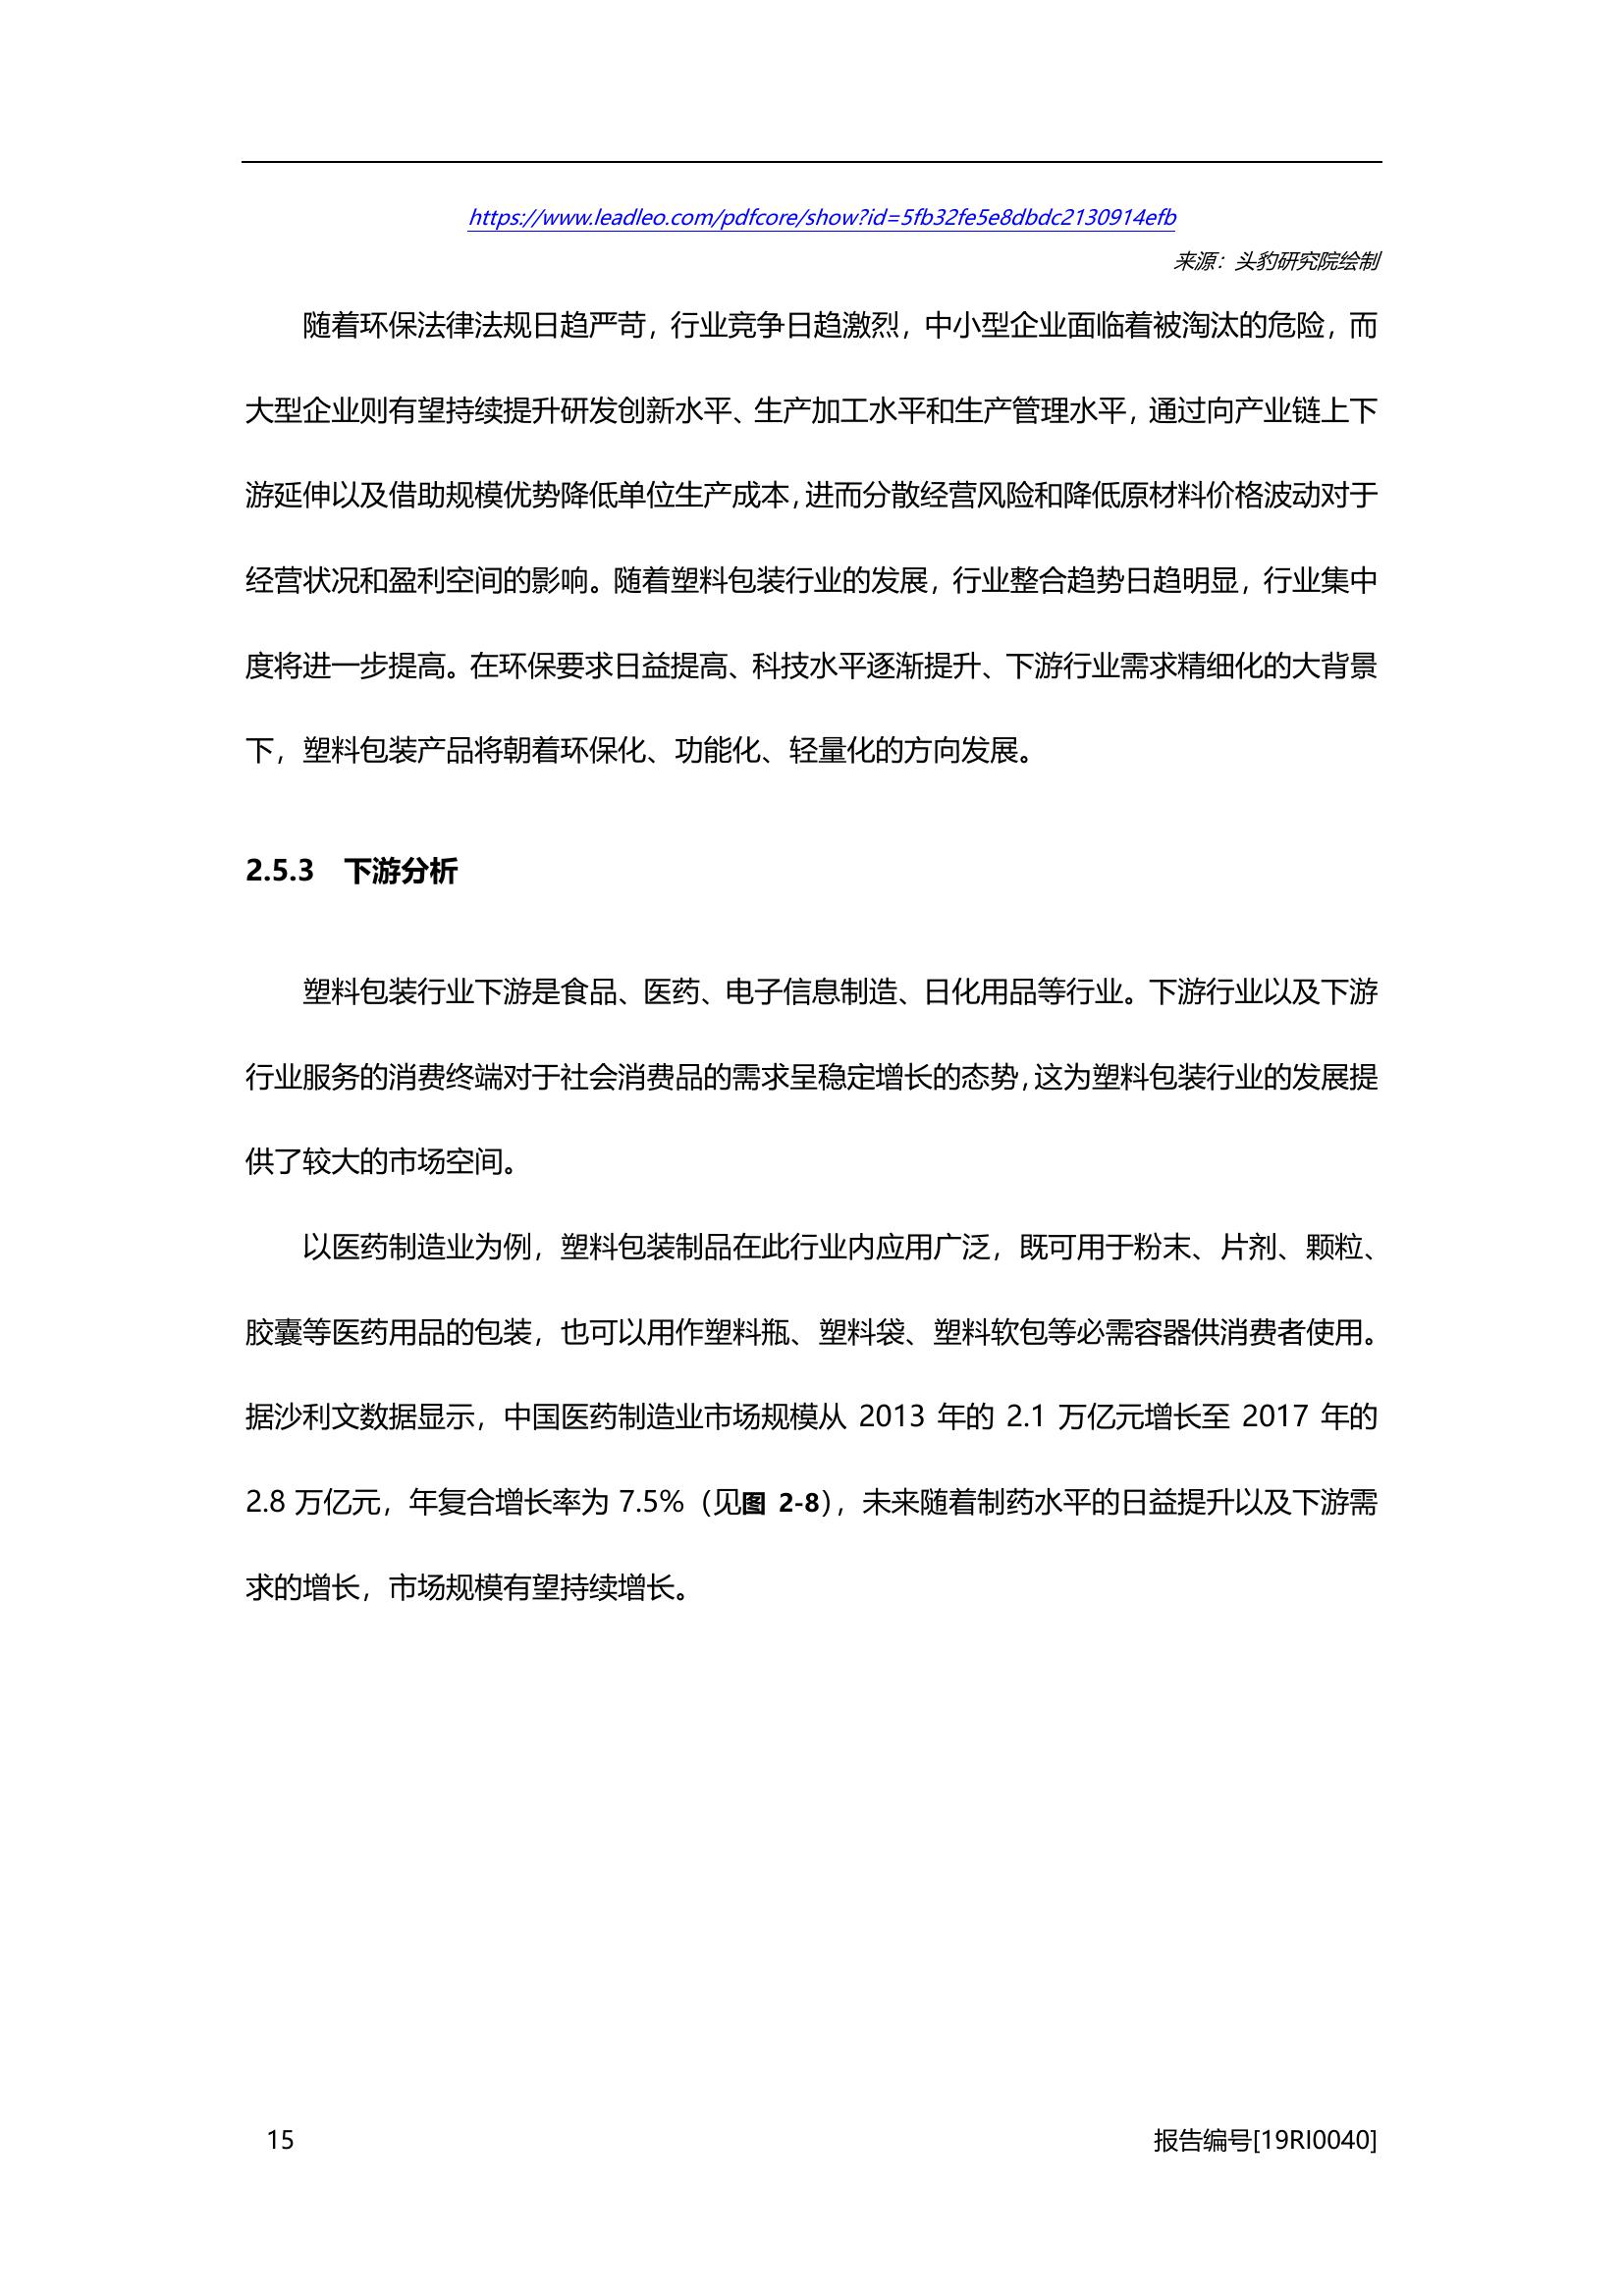 https://www.leadleo.com/pdfcore/show?id=5fb32fe5e8dbdc2130914efb
来源：头豹研究院绘制
随着环保法律法规日趋严苛，行业竞争日趋激烈，中小型企业面临着被淘汰的危险，而
大型企业则有望持续提升研发创新水平、生产加工水平和生产管理水平，通过向产业链上下
游延伸以及借助规模优势降低单位生产成本，进而分散经营风险和降低原材料价格波动对于
经营状况和盈利空间的影响。随着塑料包装行业的发展，行业整合趋势日趋明显，行业集中
度将进一步提高。在环保要求日益提高、科技水平逐渐提升、下游行业需求精细化的大背景
下，塑料包装产品将朝着环保化、功能化、轻量化的方向发展。
2.5.3 下游分析
塑料包装行业下游是食品、医药、电子信息制造、日化用品等行业。下游行业以及下游
行业服务的消费终端对于社会消费品的需求呈稳定增长的态势，这为塑料包装行业的发展提
供了较大的市场空间。
以医药制造业为例，塑料包装制品在此行业内应用广泛，既可用于粉末、片剂、颗粒、
胶囊等医药用品的包装，也可以用作塑料瓶、塑料袋、塑料软包等必需容器供消费者使用。
据沙利文数据显示，中国医药制造业市场规模从 2013 年的 2.1 万亿元增长至 2017 年的
2.8 万亿元，年复合增长率为 7.5%（见图 2-8），未来随着制药水平的日益提升以及下游需
求的增长，市场规模有望持续增长。
15 报告编号[19RI0040]